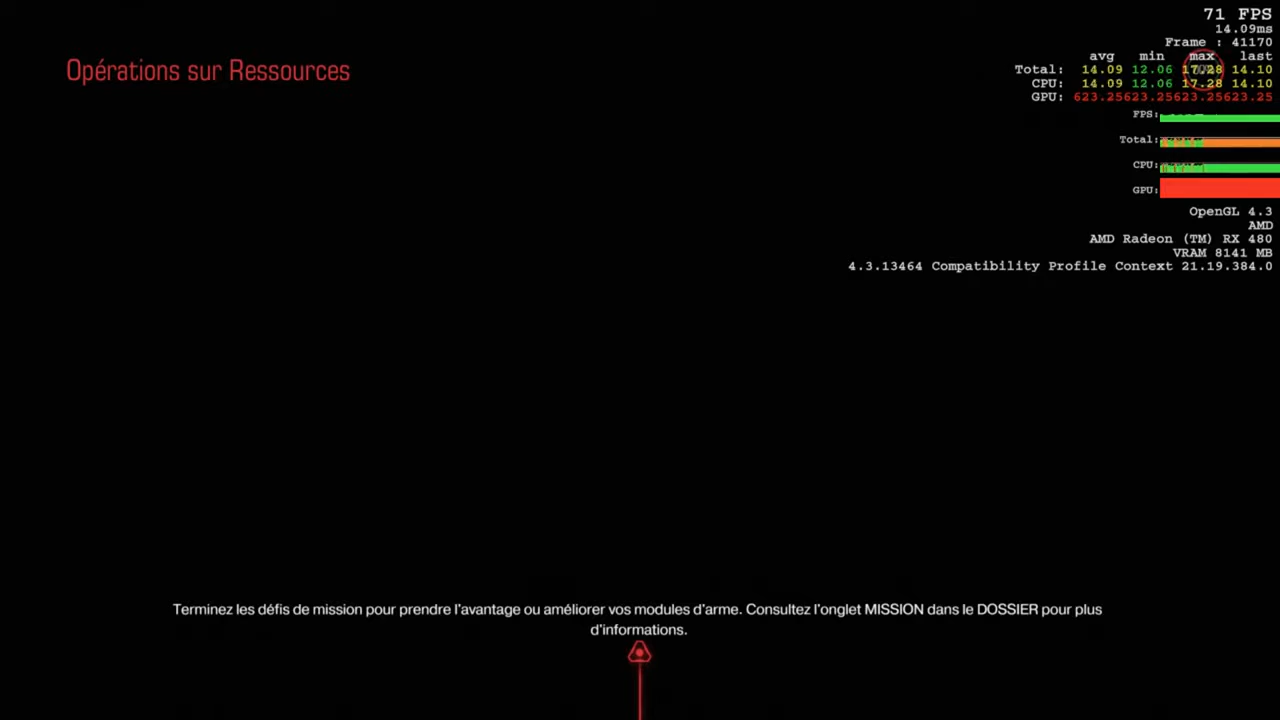 71 FPS
14.09ms
Frame : 41170
Opérations sur Ressources
avg min max last
Total: 14.09 12.06 17.28 14.10
CPU: 14.09 12.06 17.28 14.10
GPU: 623.25623.25623.25623.25
FPS:
Total:
CPU:
GPU:
OpenGL 4.3
AMD
AMD Radeon (TM) RX 480
VRAM 8141 MB
4.3.13464 Compatibility Profile Context 21.19.384.0
Terminez les défis de mission pour prendre l'avantage ou améliorer vos modules d'arme. Consultez l'onglet MISSION dans le DOSSIER pour plus
d'informations.